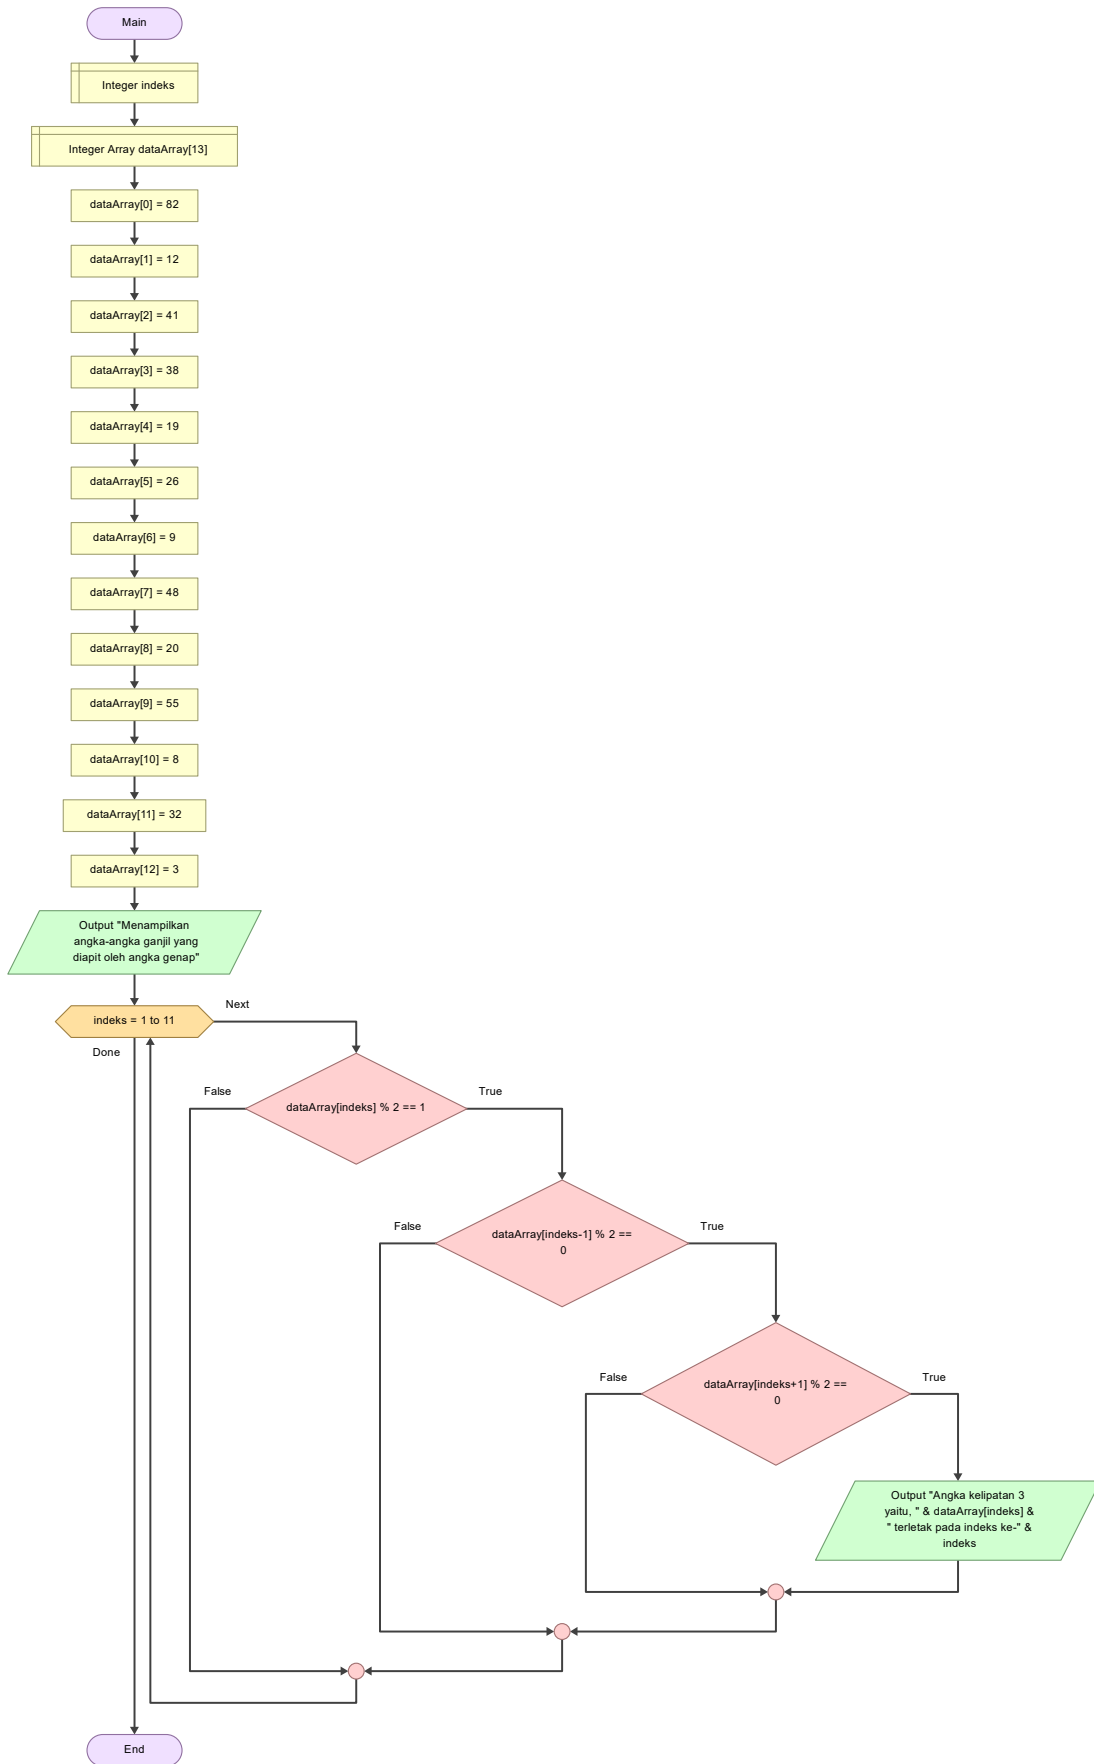 Main
Integer indeks
Integer Array dataArray[13]
dataArray[0] = 82
dataArray[1] = 12
dataArray[2] = 41
dataArray[3] = 38
dataArray[4] = 19
dataArray[5] = 26
dataArray[6] = 9
dataArray[7] = 48
dataArray[8] = 20
dataArray[9] = 55
dataArray[10] = 8
dataArray[11] = 32
dataArray[12] = 3
Output "Menampilkan
angka-angka ganjil yang
diapit oleh angka genap"
indeks = 1 to 11
Next
Done
False
dataArray[indeks] % 2 == 1
True
False
dataArray[indeks-1] % 2 ==
0
True
False
dataArray[indeks+1] % 2 ==
0
True
Output "Angka kelipatan 3
yaitu, " & dataArray[indeks] &
" terletak pada indeks ke-" &
indeks
End